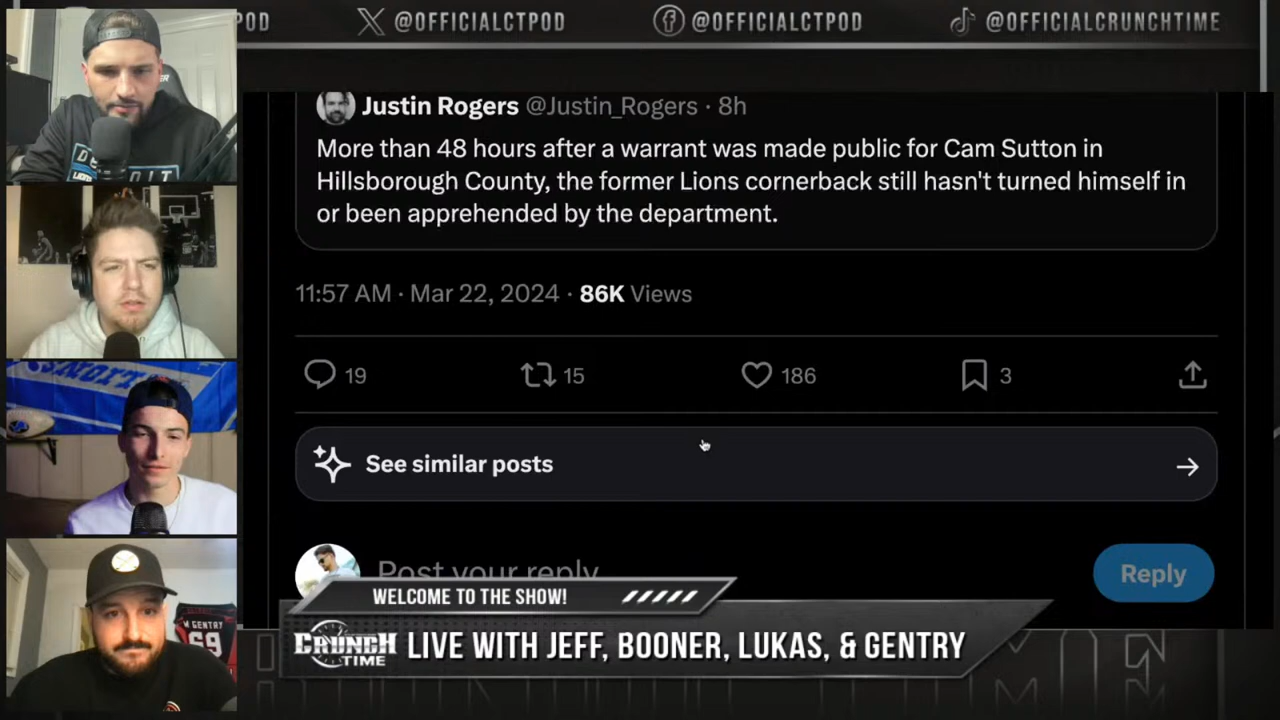 POD
@OFFICIALCTPOD
@OFFICIALCTPOD
@OFFICIALCRUNCHTIME
Justin Rogers @Justin_Rogers · 8h
More than 48 hours after a warrant was made public for Cam Sutton in
Hillsborough County, the former Lions cornerback still hasn't turned himself in
or been apprehended by the department.
11:57 AM · Mar 22, 2024 · 86K Views
19
15
186
3
See similar posts
Post your reply
Reply
WELCOME TO THE SHOW!
CRUNCH
TIME
LIVE WITH JEFF, BOONER, LUKAS, & GENTRY
LIONS
M GENTRY
69